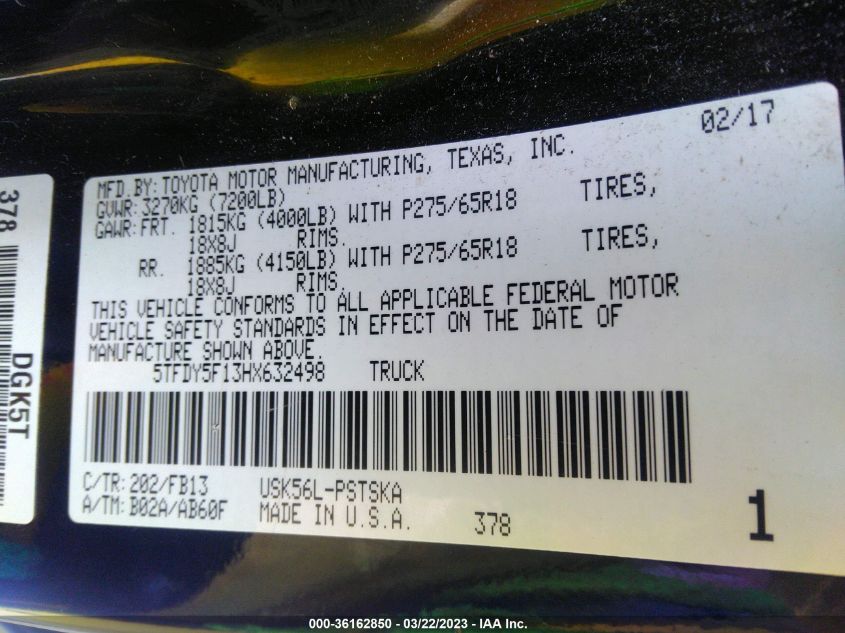 02/17
MFD.BY:TOYOTA MOTOR MANUFACTURING, TEXAS, INC.
GVWR:3270KG (7200LB)
GAWR:FRT. 1815KG (4000LB) WITH P275/65R18 TIRES,
18X8J RIMS.
RR. 1885KG (4150LB) WITH P275/65R18 TIRES,
18X8J RIMS.
THIS VEHICLE CONFORMS TO ALL APPLICABLE FEDERAL MOTOR
VEHICLE SAFETY STANDARDS IN EFFECT ON THE DATE OF
MANUFACTURE SHOWN ABOVE.
5TFDY5F13HX632498 TRUCK
C/TR:202/FB13 USK56L-PSTSKA
A/TM:B02A/AB60F MADE IN U.S.A. 378
1
378
DGK5T
000-36162850 - 03/22/2023 - IAA Inc.